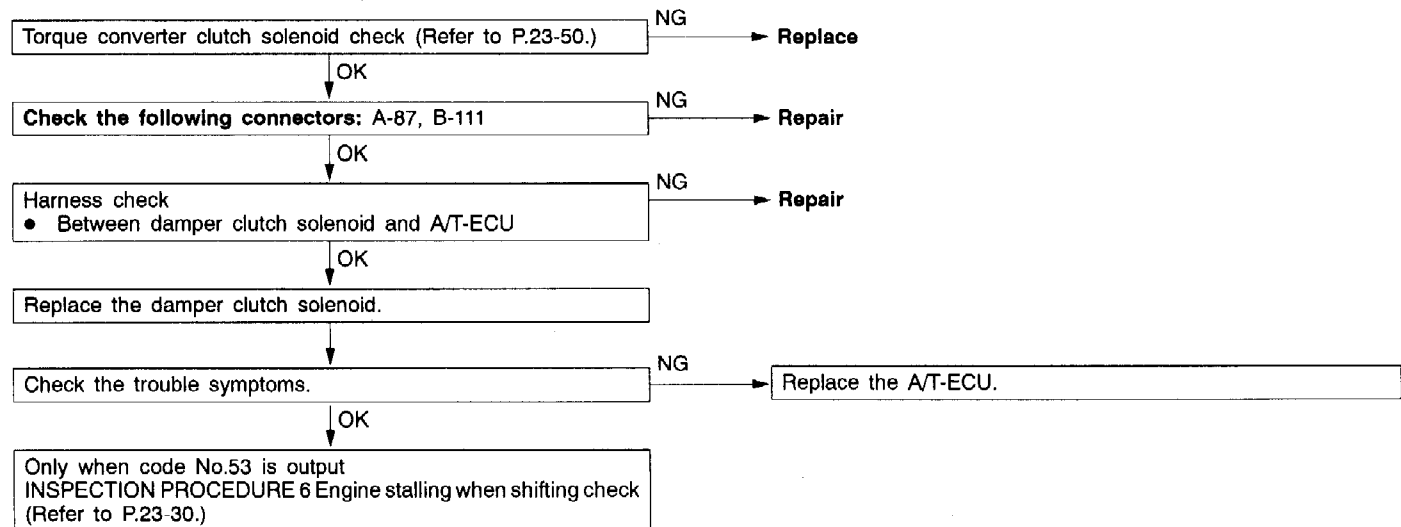 Torque converter clutch solenoid check (Refer to P.23-50.)
NG
Replace
OK
Check the following connectors: A-87, B-111
NG
Repair
OK
Harness check
● Between damper clutch solenoid and A/T-ECU
NG
Repair
OK
Replace the damper clutch solenoid.
Check the trouble symptoms.
NG
Replace the A/T-ECU.
OK
Only when code No.53 is output
INSPECTION PROCEDURE 6 Engine stalling when shifting check
(Refer to P.23-30.)